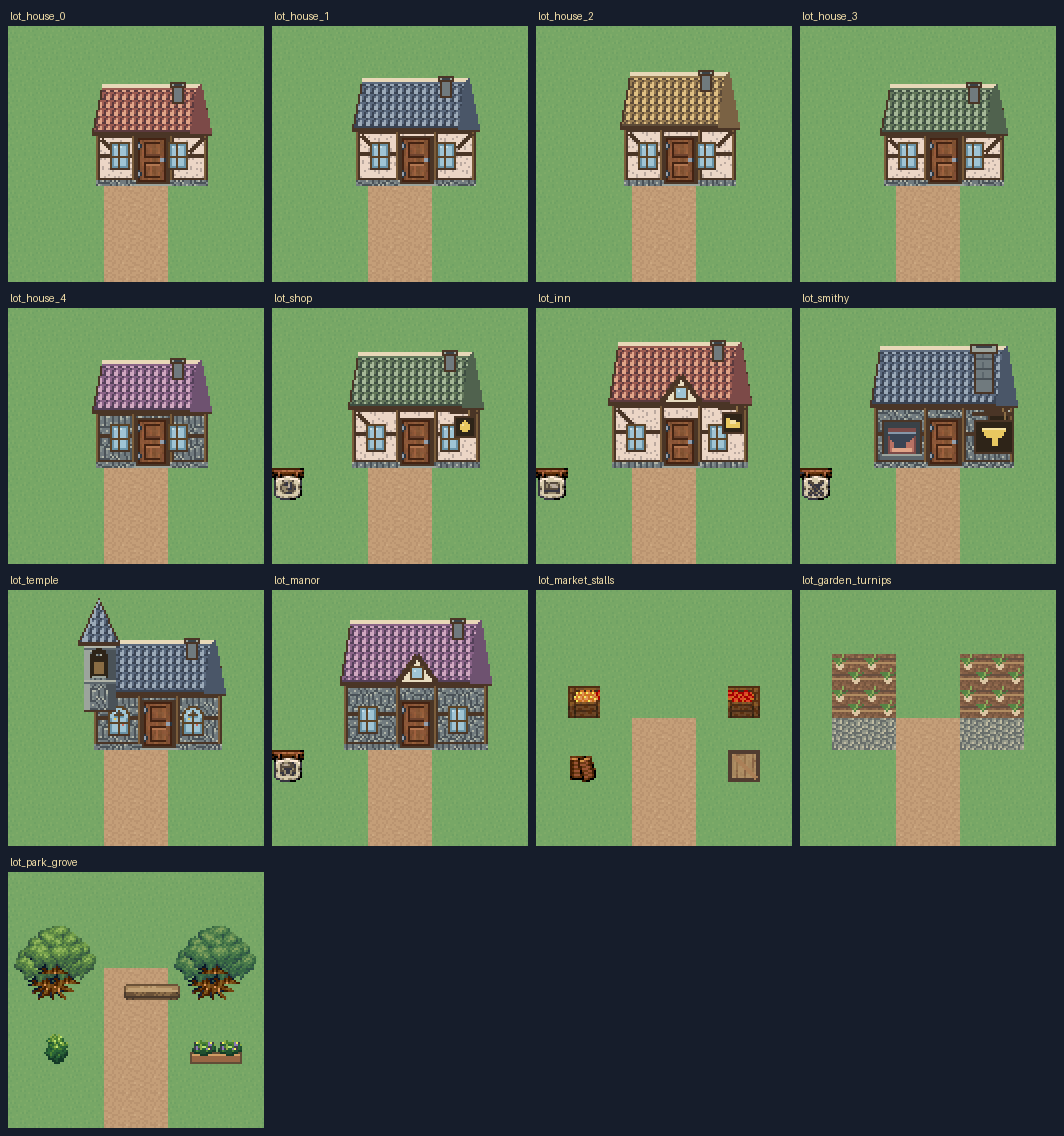 lot_house_0
lot_house_1
lot_house_2
lot_house_3
lot_house_4
lot_shop
lot_inn
lot_smithy
lot_temple
lot_manor
lot_market_stalls
lot_garden_turnips
lot_park_grove